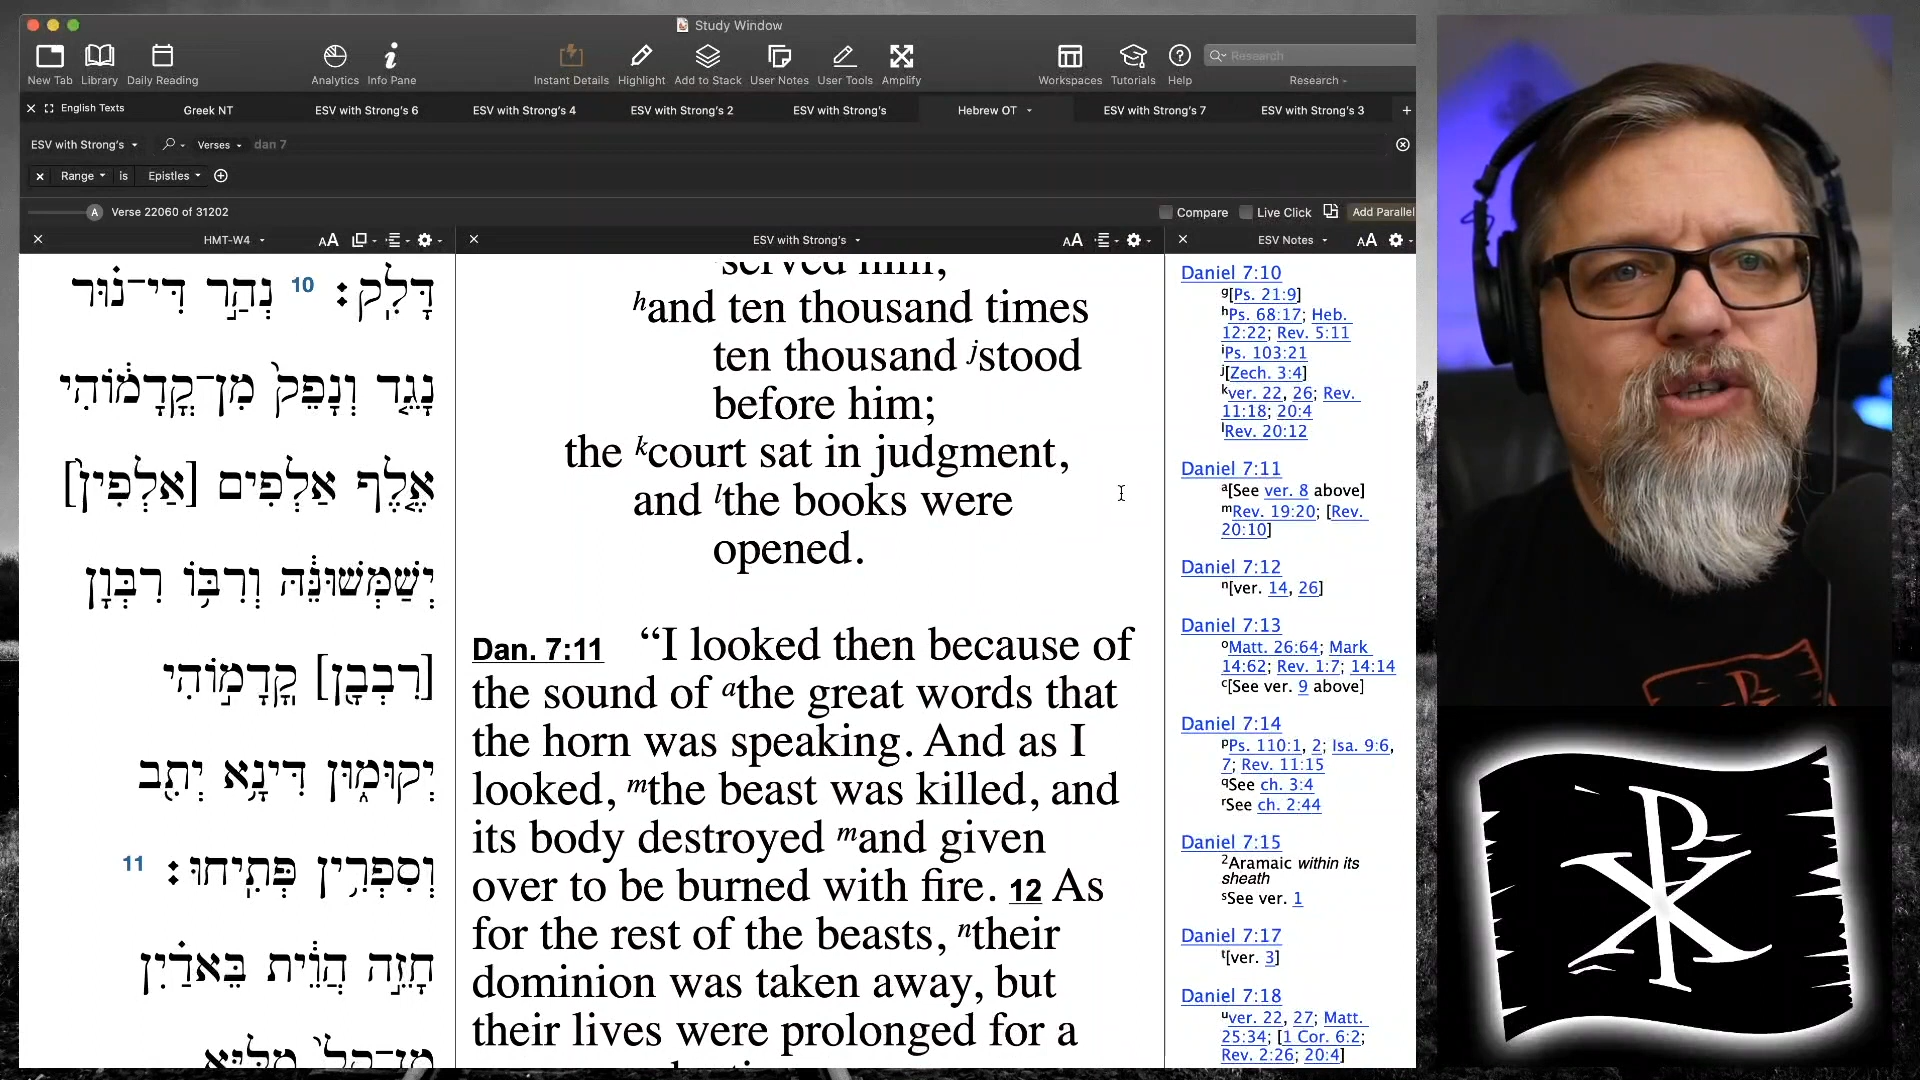 Study Window
New Tab Library Daily Reading Analytics Info Pane Instant Details Highlight Add to Stack User Notes User Tools Amplify Workspaces Tutorials Help Research
Research
English Texts Greek NT ESV with Strong's 6 ESV with Strong's 4 ESV with Strong's 2 ESV with Strong's Hebrew OT ESV with Strong's 7 ESV with Strong's 3 +
ESV with Strong's Verses dan 7
Range is Epistles
A Verse 22060 of 31202 Compare Live Click Add Parallel
HMT-W4 ESV with Strong's ESV Notes
דָּלִֽק׃ 10 נְהַ֣ר דִּי־נ֗וּר
נָגֵ֤ד וְנָפֵק֙ מִן־קֳדָמ֔וֹהִי
אֶ֤לֶף אַלְפִים [אַלְפִין֙]
יְשַׁמְּשׁוּנֵּ֔הּ וְרִבּ֥וֹ רִבְּוָן
[רִבְבָ֖ן] קָֽדָמ֣וֹהִי
יְקוּמ֑וּן דִּינָ֥א יְתִ֖ב
וְסִפְרִ֥ין פְּתִֽיחוּ׃ 11
חָזֵ֣ה הֲוֵ֔ית בֵּאדַ֗יִן
מִן־קָל֙ מִלַּיָּ֣א
served him;
hand ten thousand times
ten thousand jstood
before him;
the kcourt sat in judgment,
and lthe books were
opened.
Dan. 7:11 “I looked then because of
the sound of athe great words that
the horn was speaking. And as I
looked, mthe beast was killed, and
its body destroyed mand given
over to be burned with fire. 12 As
for the rest of the beasts, ntheir
dominion was taken away, but
their lives were prolonged for a
Daniel 7:10
g[Ps. 21:9]
hPs. 68:17; Heb.
12:22; Rev. 5:11
iPs. 103:21
j[Zech. 3:4]
kver. 22, 26; Rev.
11:18; 20:4
lRev. 20:12
Daniel 7:11
a[See ver. 8 above]
mRev. 19:20; [Rev.
20:10]
Daniel 7:12
n[ver. 14, 26]
Daniel 7:13
oMatt. 26:64; Mark
14:62; Rev. 1:7; 14:14
c[See ver. 9 above]
Daniel 7:14
pPs. 110:1, 2; Isa. 9:6,
7; Rev. 11:15
qSee ch. 3:4
rSee ch. 2:44
Daniel 7:15
2Aramaic within its
sheath
sSee ver. 1
Daniel 7:17
t[ver. 3]
Daniel 7:18
uver. 22, 27; Matt.
25:34; [1 Cor. 6:2;
Rev. 2:26; 20:4]